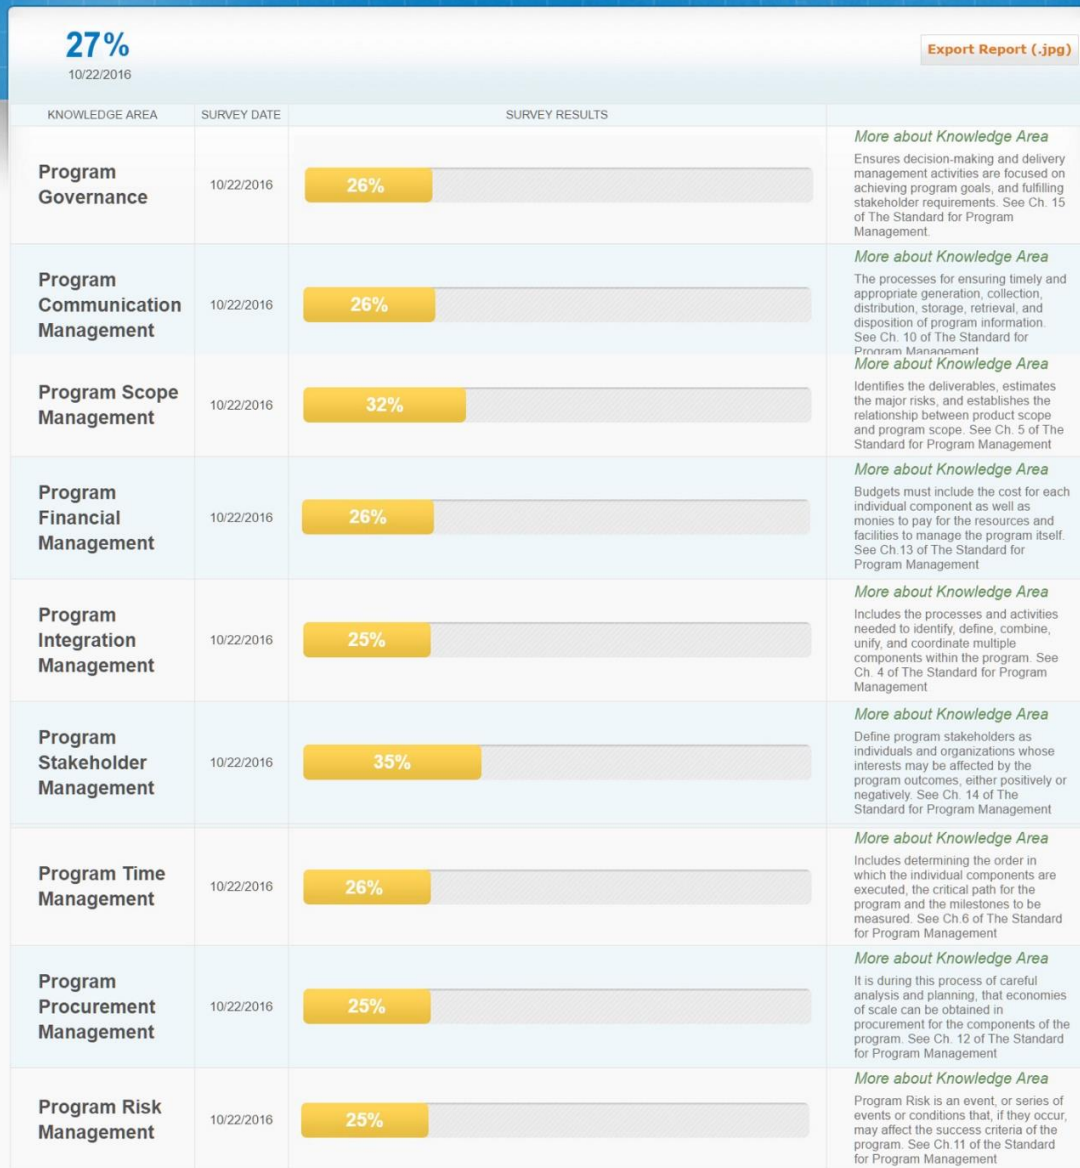 27%
Export Report (.jpg)
10/22/2016
KNOWLEDGE AREA SURVEY DATE SURVEY RESULTS
Program
Governance
10/22/2016
26%
More about Knowledge Area
Ensures decision-making and delivery
management activities are focused on
achieving program goals, and fulfilling
stakeholder requirements. See Ch. 15
of The Standard for Program
Management.
Program
Communication
Management
10/22/2016
26%
More about Knowledge Area
The processes for ensuring timely and
appropriate generation, collection,
distribution, storage, retrieval, and
disposition of program information.
See Ch. 10 of The Standard for
Program Management
Program Scope
Management
10/22/2016
32%
More about Knowledge Area
Identifies the deliverables, estimates
the major risks, and establishes the
relationship between product scope
and program scope. See Ch. 5 of The
Standard for Program Management
Program
Financial
Management
10/22/2016
26%
More about Knowledge Area
Budgets must include the cost for each
individual component as well as
monies to pay for the resources and
facilities to manage the program itself.
See Ch.13 of The Standard for
Program Management
Program
Integration
Management
10/22/2016
25%
More about Knowledge Area
Includes the processes and activities
needed to identify, define, combine,
unify, and coordinate multiple
components within the program. See
Ch. 4 of The Standard for Program
Management
Program
Stakeholder
Management
10/22/2016
35%
More about Knowledge Area
Define program stakeholders as
individuals and organizations whose
interests may be affected by the
program outcomes, either positively or
negatively. See Ch. 14 of The
Standard for Program Management
Program Time
Management
10/22/2016
26%
More about Knowledge Area
Includes determining the order in
which the individual components are
executed, the critical path for the
program and the milestones to be
measured. See Ch.6 of The Standard
for Program Management
Program
Procurement
Management
10/22/2016
25%
More about Knowledge Area
It is during this process of careful
analysis and planning, that economies
of scale can be obtained in
procurement for the components of the
program. See Ch. 12 of The Standard
for Program Management
Program Risk
Management
10/22/2016
25%
More about Knowledge Area
Program Risk is an event, or series of
events or conditions that, if they occur,
may affect the success criteria of the
program. See Ch.11 of the Standard
for Program Management